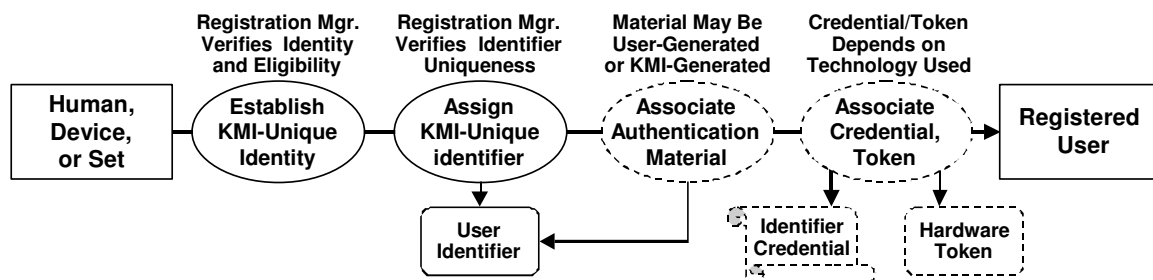 Registration Mgr.
Verifies Identity
and Eligibility
Registration Mgr.
Verifies Identifier
Uniqueness
Material May Be
User-Generated
or KMI-Generated
Credential/Token
Depends on
Technology Used
Human,
Device,
or Set
Establish
KMI-Unique
Identity
Assign
KMI-Unique
identifier
Associate
Authentication
Material
Associate
Credential,
Token
Registered
User
User
Identifier
Identifier
Credential
Hardware
Token